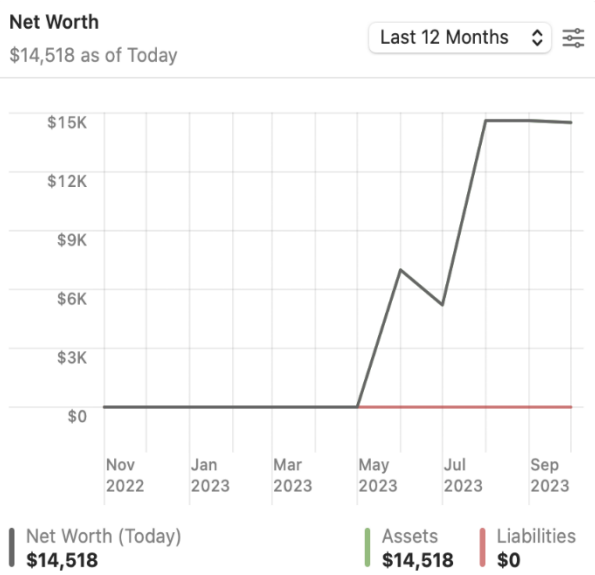 Net Worth
$14,518 as of Today
Last 12 Months
$15K
$12K
$9K
$6K
$3K
$0
Nov Jan Mar May Jul Sep
2022 2023 2023 2023 2023 2023
Net Worth (Today) Assets Liabilities
$14,518 $14,518 $0